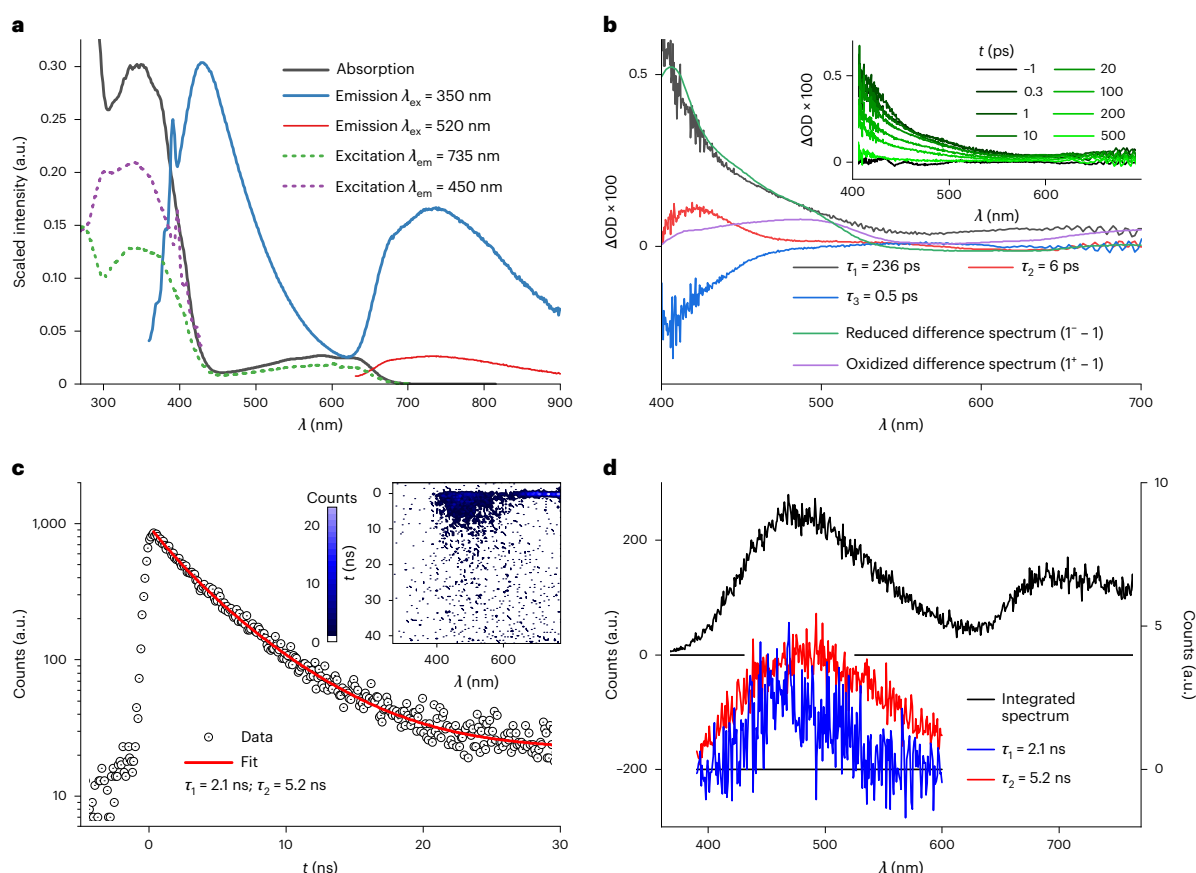 a
Scaled intensity (a.u.)
0.30
0.25
0.20
0.15
0.10
0.05
0
300
400
500
600
700
800
900
λ (nm)
Absorption
Emission λex = 350 nm
Emission λex = 520 nm
Excitation λem = 735 nm
Excitation λem = 450 nm
b
ΔOD × 100
0.5
0
400
500
600
700
λ (nm)
ΔOD × 100
0.5
0
400
500
600
λ (nm)
t (ps)
–1
0.3
1
10
20
100
200
500
τ1 = 236 ps
τ2 = 6 ps
τ3 = 0.5 ps
Reduced difference spectrum (1⁻ – 1)
Oxidized difference spectrum (1⁺ – 1)
c
Counts (a.u.)
1,000
100
10
0
10
20
30
t (ns)
Data
Fit
τ1 = 2.1 ns; τ2 = 5.2 ns
Counts
20
10
0
t (ns)
0
10
20
30
40
400
600
λ (nm)
d
Counts (a.u.)
200
0
–200
400
500
600
700
λ (nm)
10
5
0
Counts (a.u.)
Integrated
spectrum
τ1 = 2.1 ns
τ2 = 5.2 ns